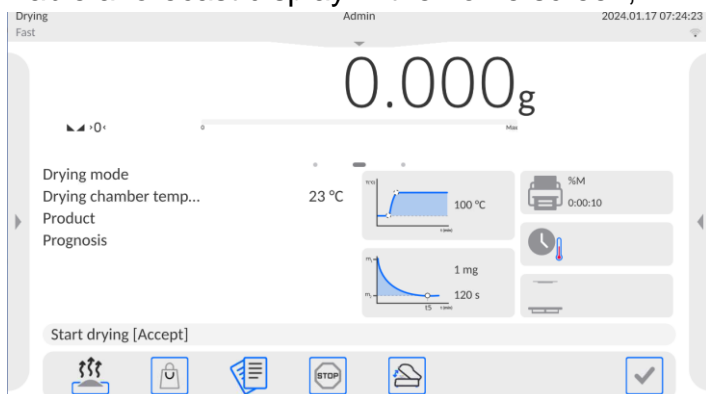 Drying Admin 2024.01.17 07:24:23
Fast
0.000g
0 Max
Drying mode
Drying chamber temp... 23 °C
Product
Prognosis
100 °C
%M
0:00:10
1 mg
120 s
Start drying [Accept]
STOP